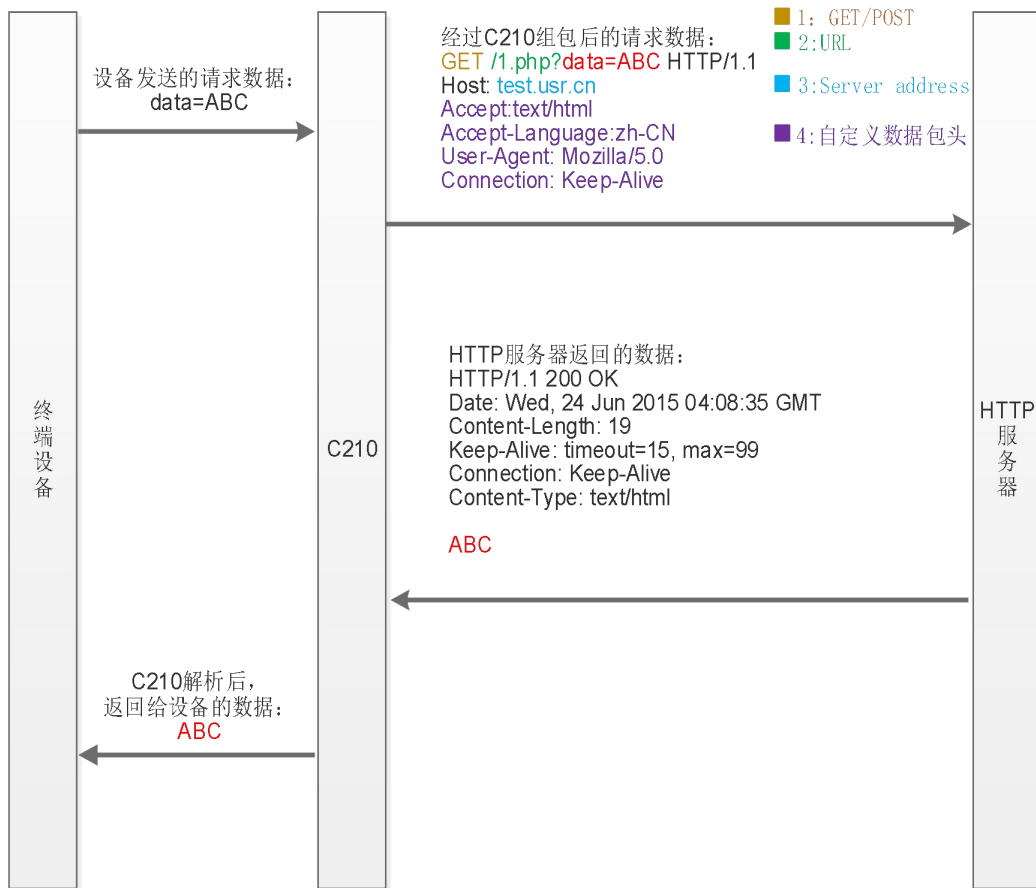 设备发送的请求数据：
data=ABC
经过C210组包后的请求数据：
GET /1.php?data=ABC HTTP/1.1
Host: test.usr.cn
Accept:text/html
Accept-Language:zh-CN
User-Agent: Mozilla/5.0
Connection: Keep-Alive
1: GET/POST
2:URL
3:Server address
4:自定义数据包头
终端设备
C210
HTTP服务器
HTTP服务器返回的数据：
HTTP/1.1 200 OK
Date: Wed, 24 Jun 2015 04:08:35 GMT
Content-Length: 19
Keep-Alive: timeout=15, max=99
Connection: Keep-Alive
Content-Type: text/html
ABC
C210解析后，
返回给设备的数据：
ABC